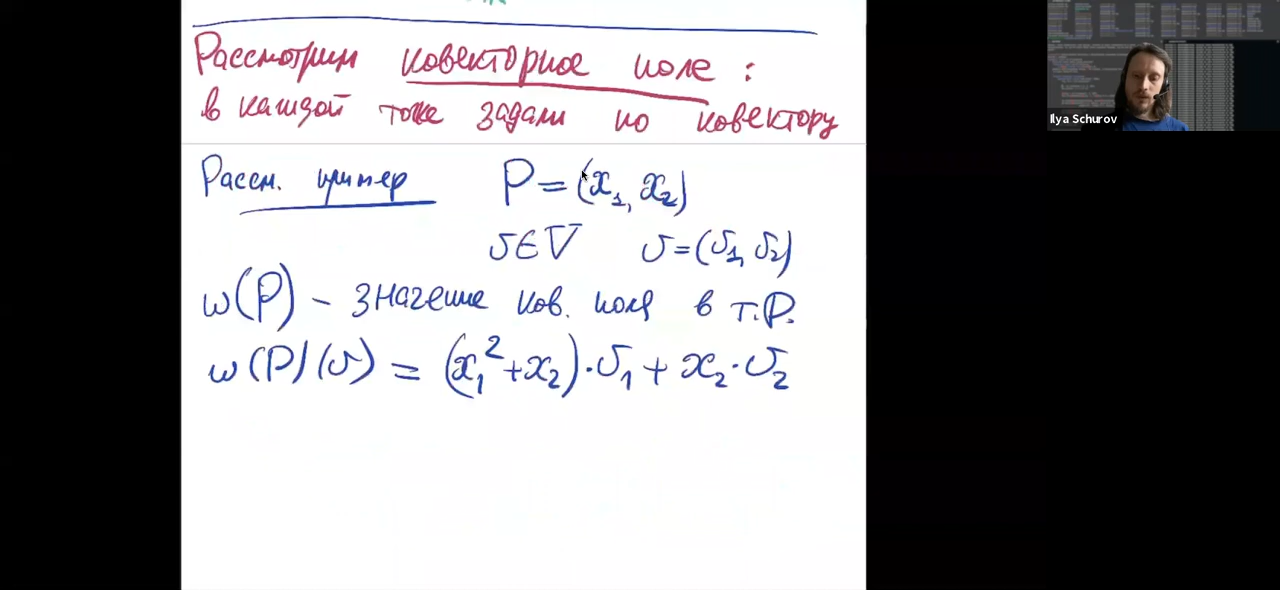 Рассмотрим ковекторное поле:
в каждой точке задали по ковектору
Рассм. пример P = (x₁, x₂)
v ∈ V v = (v₁, v₂)
ω(P) – значение ков. поля в т. P.
ω(P)(v) = (x₁² + x₂)·v₁ + x₂·v₂
Ilya Schurov